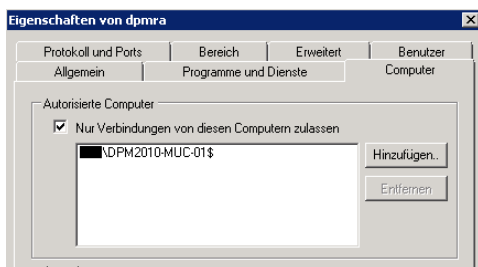 Eigenschaften von dpmra
Protokoll und Ports Bereich Erweitert Benutzer
Allgemein Programme und Dienste Computer
Autorisierte Computer
Nur Verbindungen von diesen Computern zulassen
\DPM2010-MUC-01$
Hinzufügen..
Entfernen